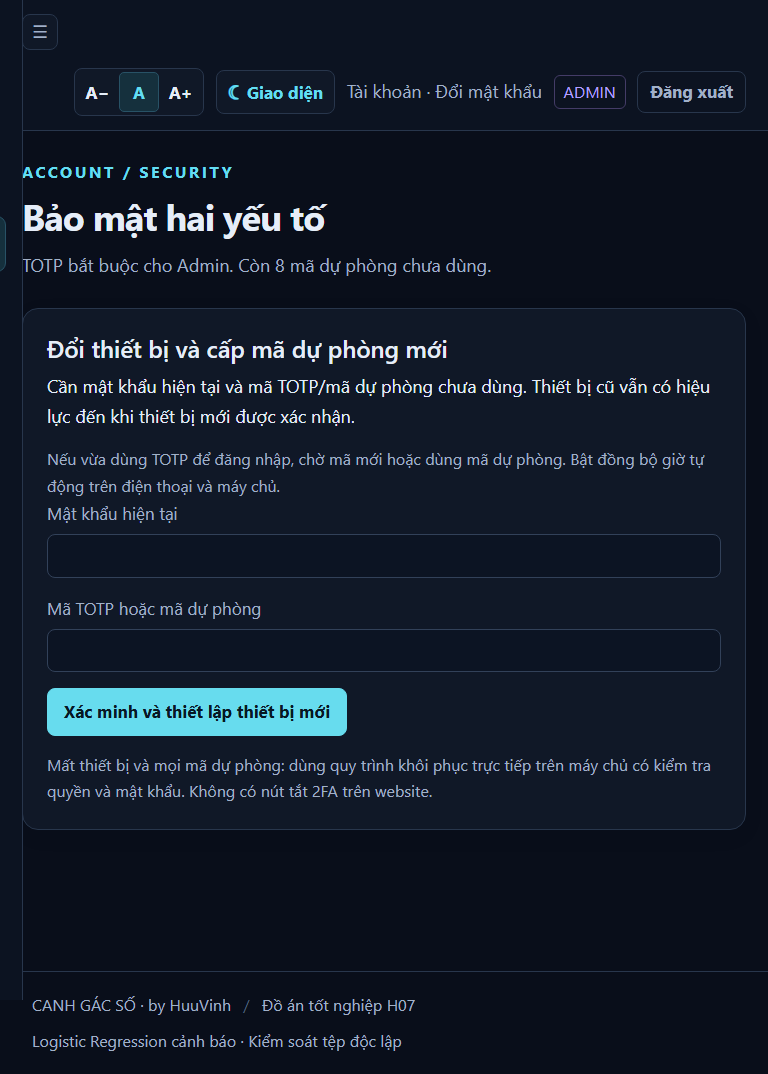 ☰
A− A A+ ☾ Giao diện Tài khoản · Đổi mật khẩu ADMIN Đăng xuất
ACCOUNT / SECURITY
Bảo mật hai yếu tố
TOTP bắt buộc cho Admin. Còn 8 mã dự phòng chưa dùng.
Đổi thiết bị và cấp mã dự phòng mới
Cần mật khẩu hiện tại và mã TOTP/mã dự phòng chưa dùng. Thiết bị cũ vẫn có hiệu
lực đến khi thiết bị mới được xác nhận.
Nếu vừa dùng TOTP để đăng nhập, chờ mã mới hoặc dùng mã dự phòng. Bật đồng bộ giờ tự
động trên điện thoại và máy chủ.
Mật khẩu hiện tại
Mã TOTP hoặc mã dự phòng
Xác minh và thiết lập thiết bị mới
Mất thiết bị và mọi mã dự phòng: dùng quy trình khôi phục trực tiếp trên máy chủ có kiểm tra
quyền và mật khẩu. Không có nút tắt 2FA trên website.
CANH GÁC SỐ · by HuuVinh / Đồ án tốt nghiệp H07
Logistic Regression cảnh báo · Kiểm soát tệp độc lập